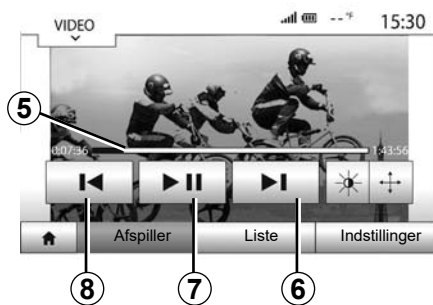 VIDEO
--°F
15:30
5
0:07:36
1:43:56
Afspiller
Liste
Indstillinger
8
7
6